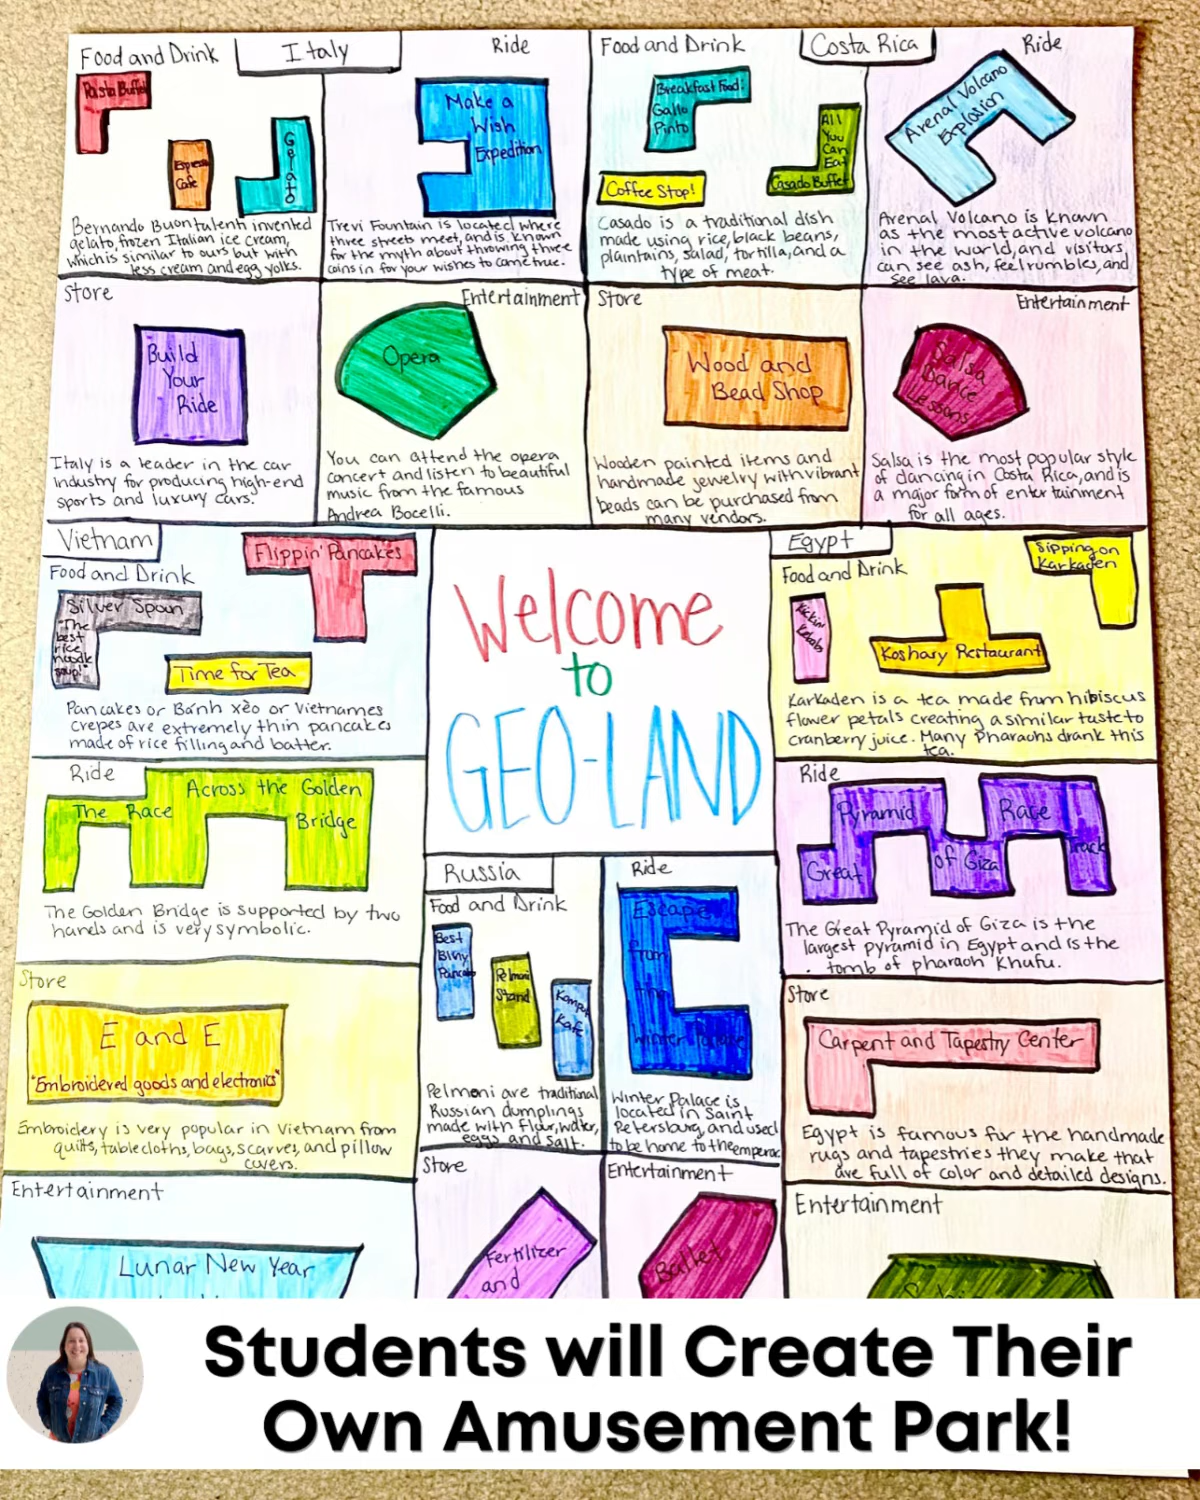 Food and Drink
Italy
Ride
Pasta Buffet
Espresso
Cafe
Gelato
Make a
Wish
Expedition
Bernando Buontalenti invented
gelato, frozen Italian ice cream,
which is similar to ours but with
less cream and egg yolks.
Trevi Fountain is located where
three streets meet, and is known
for the myth about throwing three
coins in for your wishes to come true.
Food and Drink
Costa Rica
Ride
Breakfast Food!
Gallo
Pinto
All
You
Can
Eat
Casado Buffet
Coffee Stop!
Arenal Volcano
Explosion
Casado is a traditional dish
made using rice, black beans,
plaintains, salad, tortilla, and a
type of meat.
Arenal Volcano is known
as the most active volcano
in the world, and visitors
can see ash, feel rumbles, and
see lava.
Store
Entertainment
Build
Your
Ride
Opera
Italy is a leader in the car
industry for producing high-end
sports and luxury cars.
You can attend the opera
concert and listen to beautiful
music from the famous
Andrea Bocelli.
Store
Entertainment
Wood and
Bead Shop
Salsa
Dance
Lessons
Wooden painted items and
handmade jewelry with vibrant
beads can be purchased from
many vendors.
Salsa is the most popular style
of dancing in Costa Rica, and is
a major form of entertainment
for all ages.
Vietnam
Food and Drink
Flippin' Pancakes
Silver Spoun
"The
best
rice
noodle
soup!"
Time for Tea
Pancakes or Bánh xèo or Vietnames
crepes are extremely thin pancakes
made of rice filling and batter.
Ride
The Race
Across the Golden
Bridge
The Golden Bridge is supported by two
hands and is very symbolic.
Store
E and E
"Embroidered goods and electronics"
Embroidery is very popular in Vietnam from
quilts, tablecloths, bags, scarves, and pillow
covers.
Entertainment
Lunar New Year
Welcome
to
GEO-LAND
Russia
Food and Drink
Best
Bliny
Pancake
Pelmoni
Stand
Kompot
Kafe
Pelmoni are traditional
Russian dumplings
made with flour, water,
eggs and salt.
Ride
Escape
from
the
Winter Palace
Winter Palace is
located in Saint
Petersburg, and used
to be home to the emperor
Store
Fertilizer
and
Entertainment
Ballet
Egypt
Food and Drink
Sipping on
Karkaden
Kickin'
Kebobs
Koshary Restaurant
Karkaden is a tea made from hibiscus
flower petals creating a similar taste to
cranberry juice. Many Pharaohs drank this
tea.
Ride
Great
Pyramid
of Giza
Race
Track
The Great Pyramid of Giza is the
largest pyramid in Egypt and is the
tomb of pharaoh Khufu.
Store
Carpent and Tapestry Center
Egypt is famous for the handmade
rugs and tapestries they make that
are full of color and detailed designs.
Entertainment
Students will Create Their
Own Amusement Park!